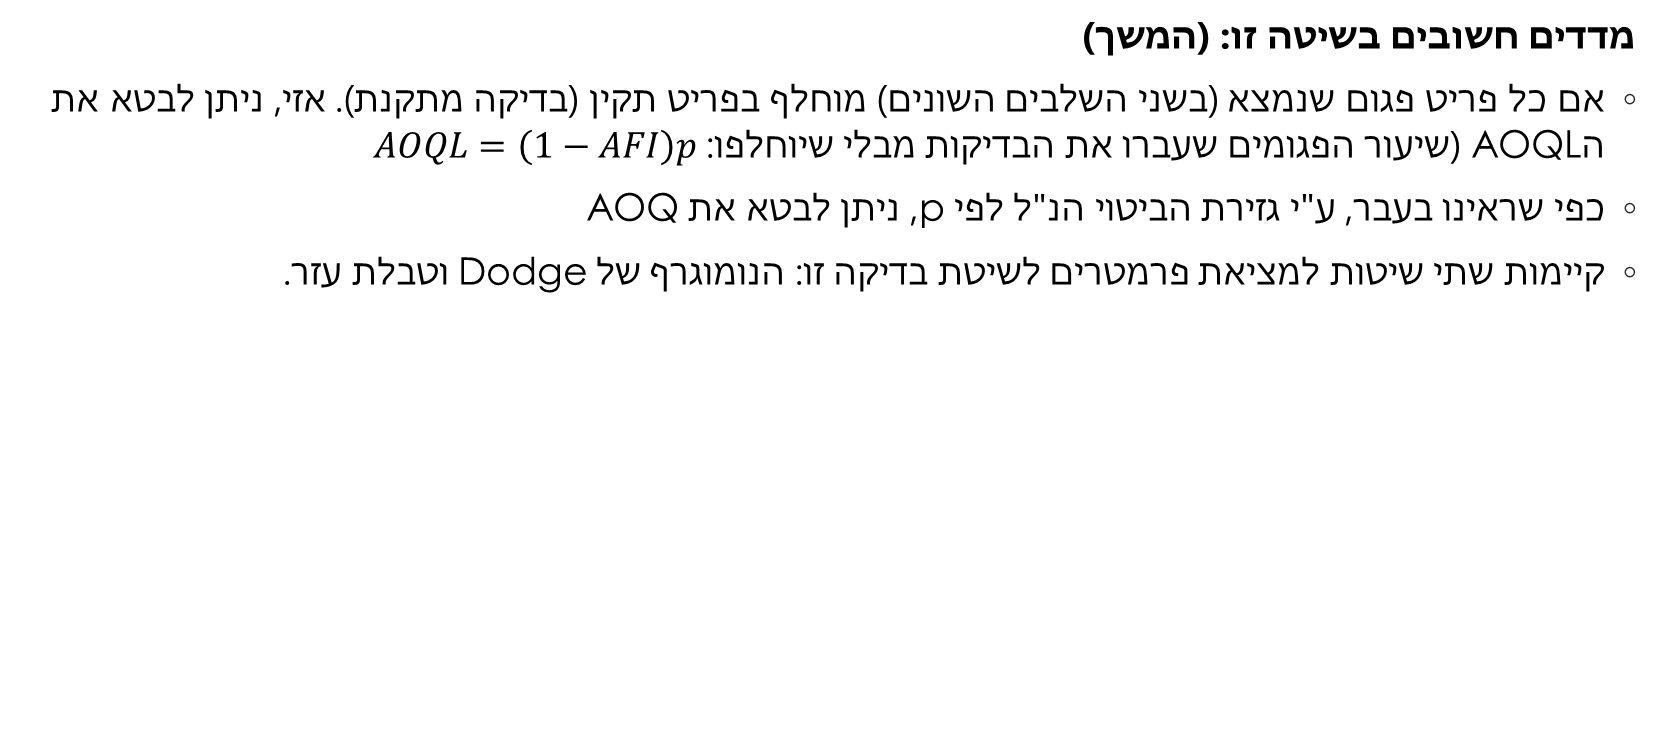 מדדים חשובים בשיטה זו: (המשך)
◦ אם כל פריט פגום שנמצא (בשני השלבים השונים) מוחלף בפריט תקין (בדיקה מתקנת). אזי, ניתן לבטא את
הAOQL (שיעור הפגומים שעברו את הבדיקות מבלי שיוחלפו: AOQL = (1 − AFI)p
◦ כפי שראינו בעבר, ע"י גזירת הביטוי הנ"ל לפי p, ניתן לבטא את AOQ
◦ קיימות שתי שיטות למציאת פרמטרים לשיטת בדיקה זו: הנומוגרף של Dodge וטבלת עזר.